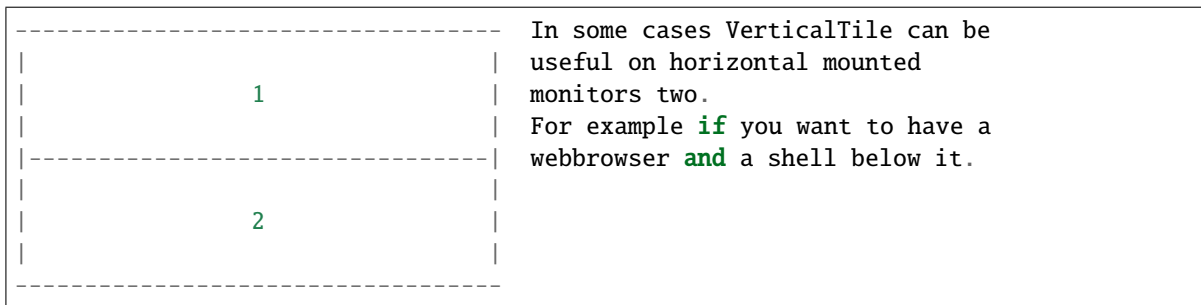 -----------------------------------  In some cases VerticalTile can be
|                                 |  useful on horizontal mounted
|                1                |  monitors two.
|                                 |  For example if you want to have a
|---------------------------------|  webbrowser and a shell below it.
|                                 |
|                2                |
|                                 |
-----------------------------------